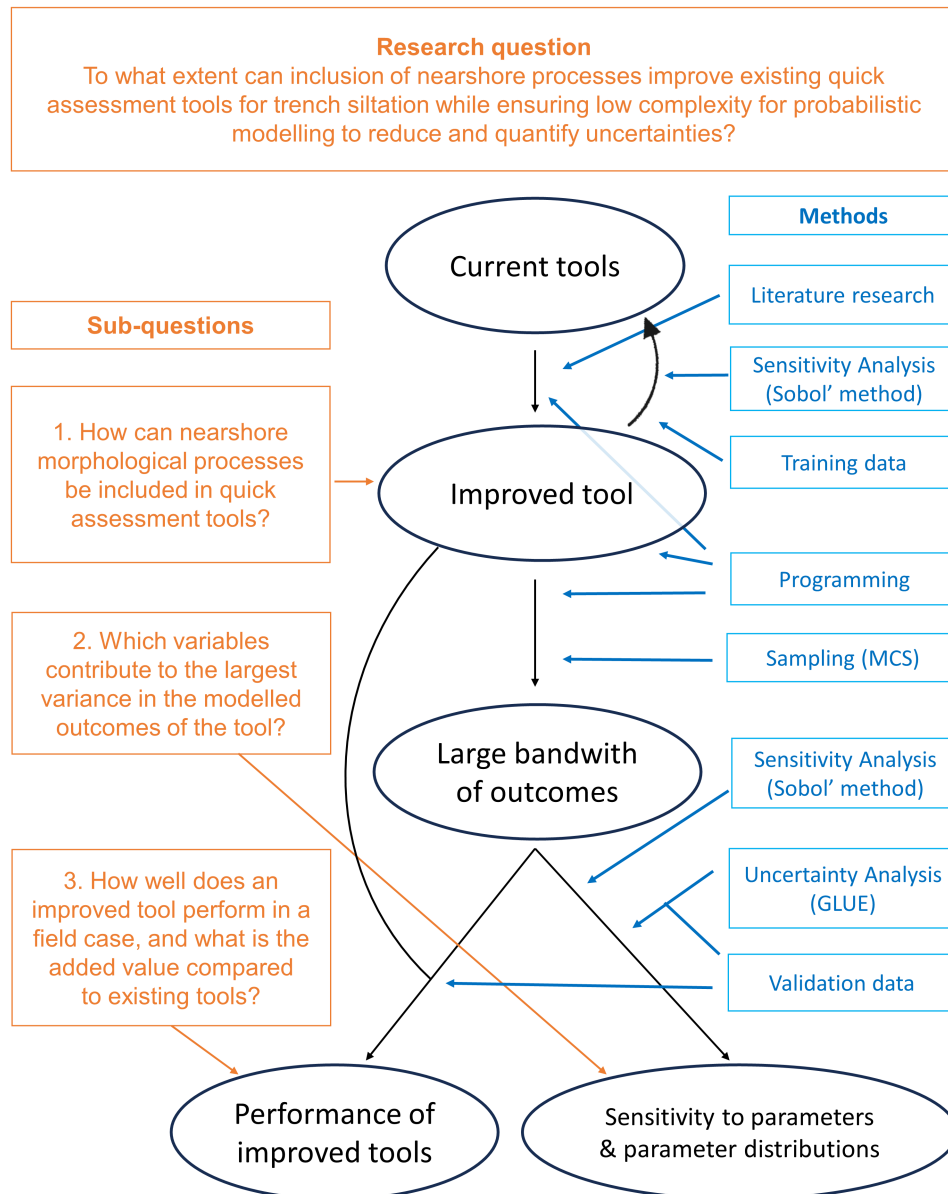 Research question
To what extent can inclusion of nearshore processes improve existing quick
assessment tools for trench siltation while ensuring low complexity for probabilistic
modelling to reduce and quantify uncertainties?
Methods
Current tools
Literature research
Sub-questions
Sensitivity Analysis
(Sobol’ method)
1. How can nearshore
morphological processes
be included in quick
assessment tools?
Training data
Improved tool
Programming
2. Which variables
contribute to the largest
variance in the modelled
outcomes of the tool?
Sampling (MCS)
Large bandwith
of outcomes
Sensitivity Analysis
(Sobol’ method)
3. How well does an
improved tool perform in a
field case, and what is the
added value compared
to existing tools?
Uncertainty Analysis
(GLUE)
Validation data
Performance of
improved tools
Sensitivity to parameters
& parameter distributions